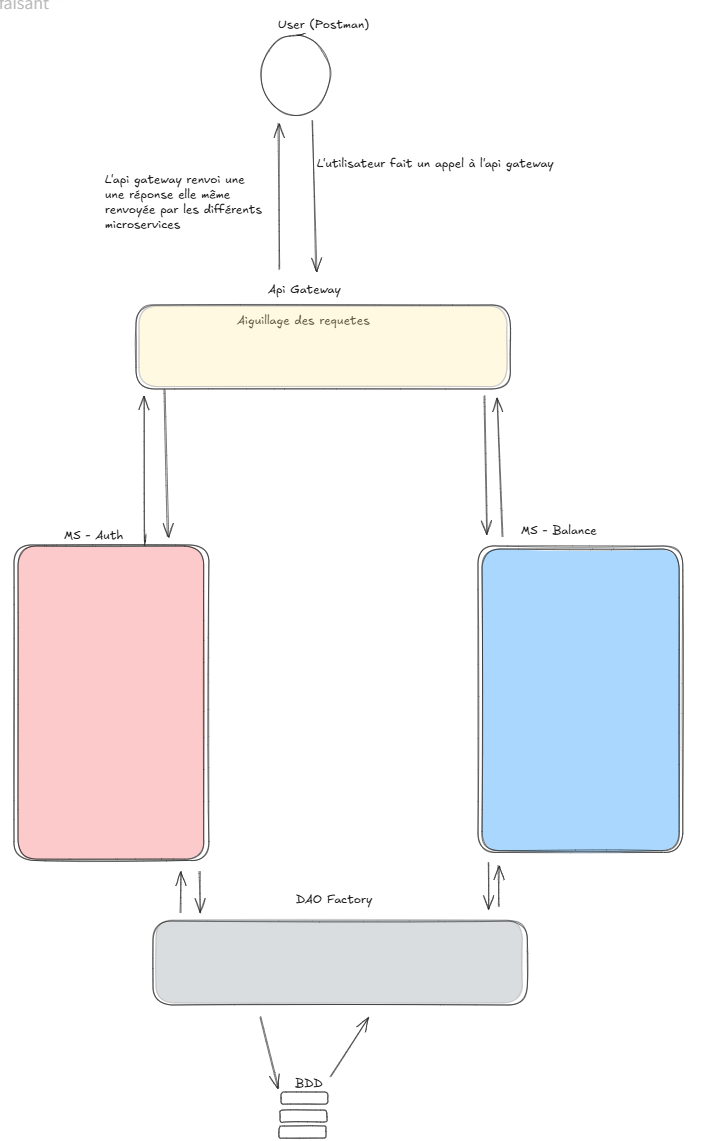 faisant
User (Postman)
L'utilisateur fait un appel à l'api gateway
L'api gateway renvoi une
une réponse elle même
renvoyée par les différents
microservices
Api Gateway
Aiguillage des requetes
MS - Auth
MS - Balance
DAO Factory
BDD